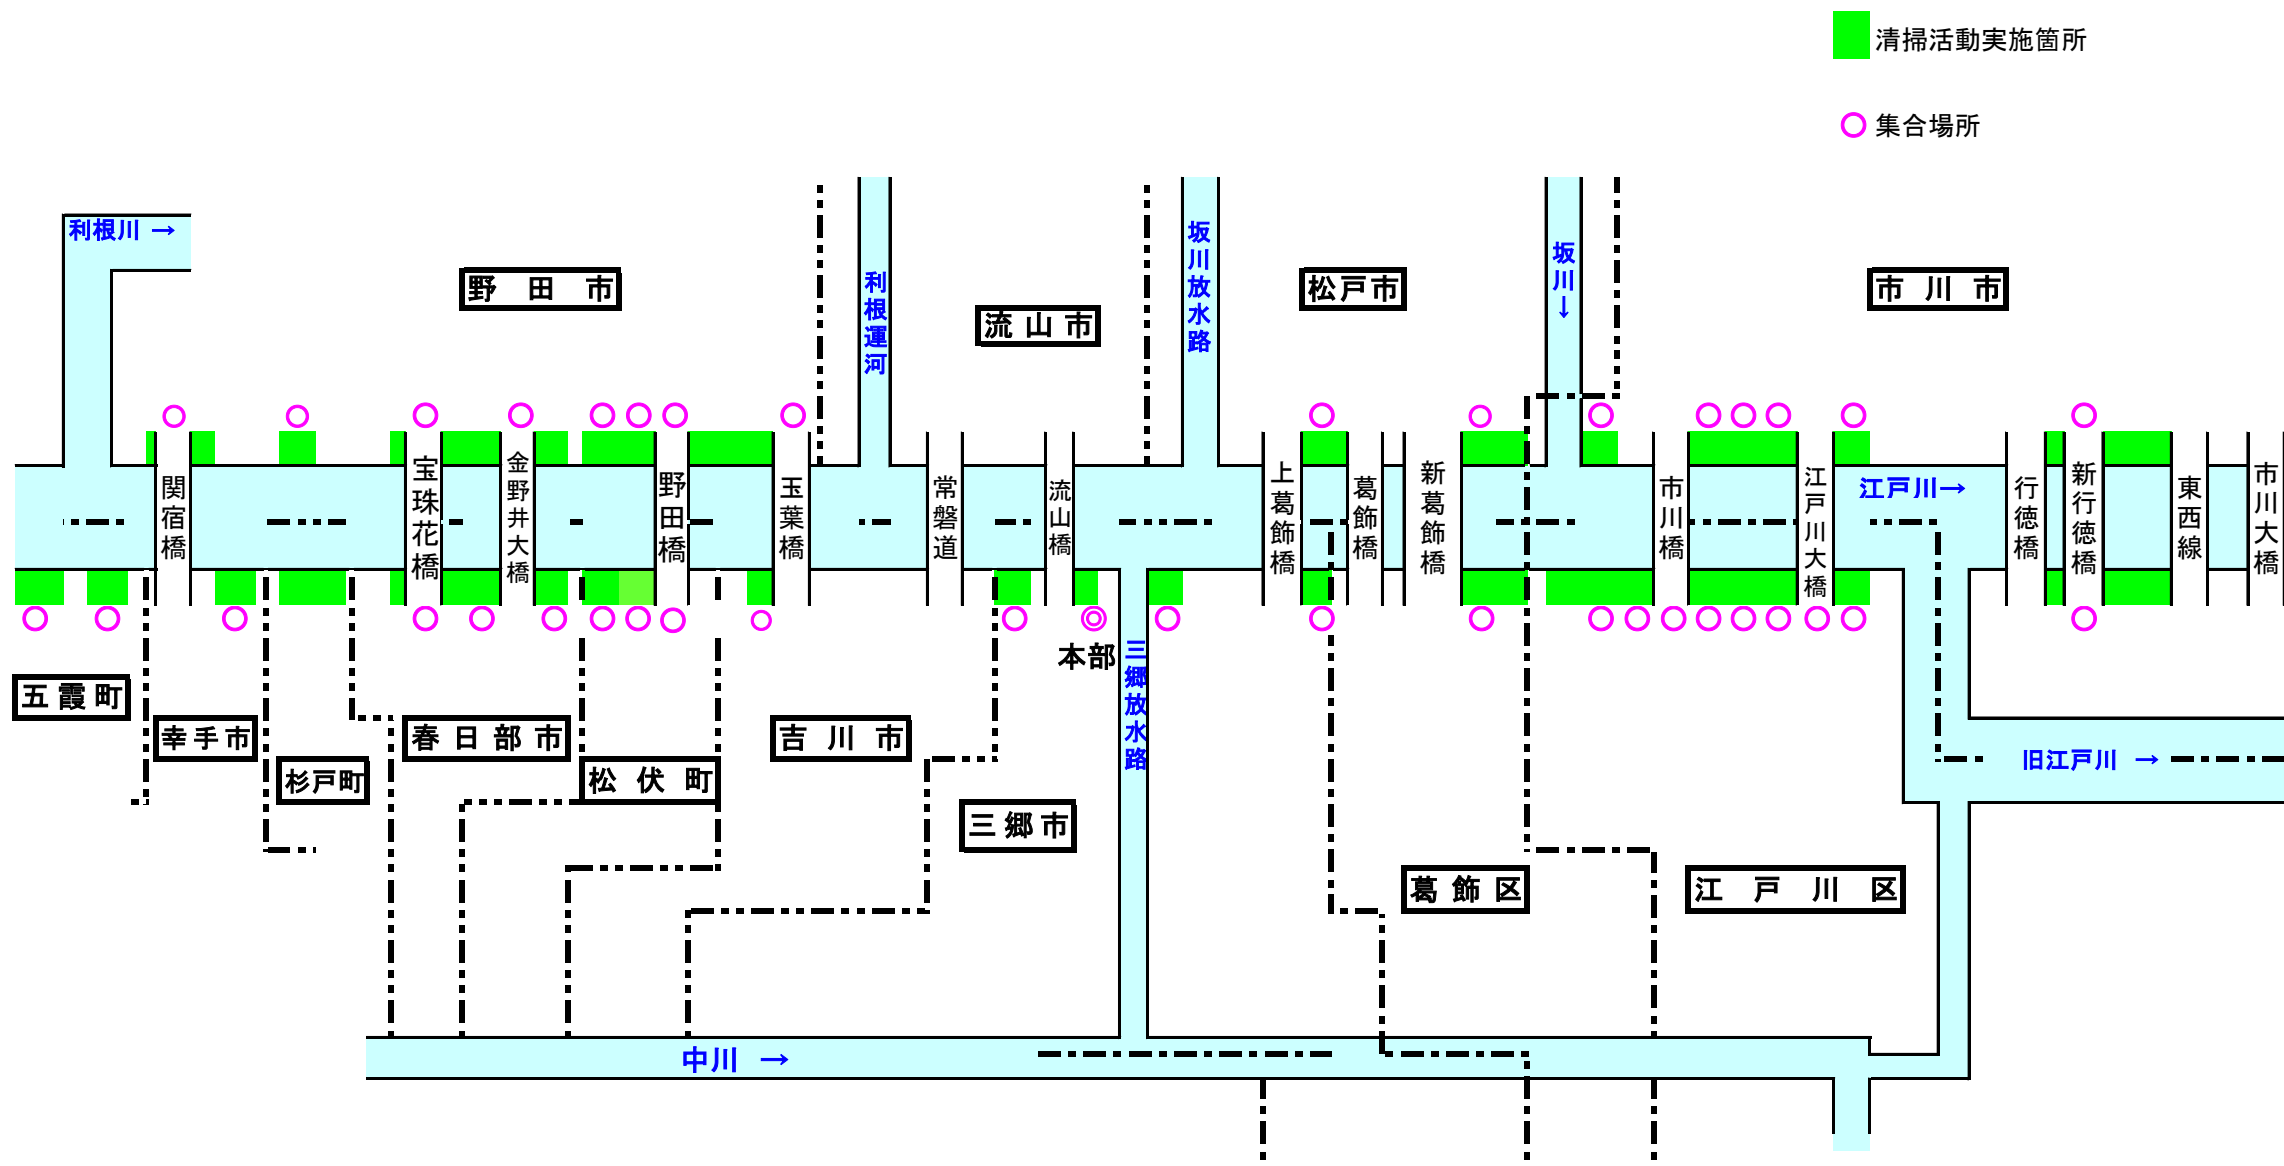 清掃活動実施箇所
集合場所
利根川 →
野田市
利根運河
流山市
坂川放水路
松戸市
坂川↓
市川市
関宿橋
宝珠花橋
金野井大橋
野田橋
玉葉橋
常磐道
流山橋
上葛飾橋
葛飾橋
新葛飾橋
市川橋
江戸川大橋
江戸川→
行徳橋
新行徳橋
東西線
市川大橋
本部
三郷放水路
五霞町
幸手市
杉戸町
春日部市
松伏町
吉川市
三郷市
葛飾区
江戸川区
旧江戸川 →
中川 →